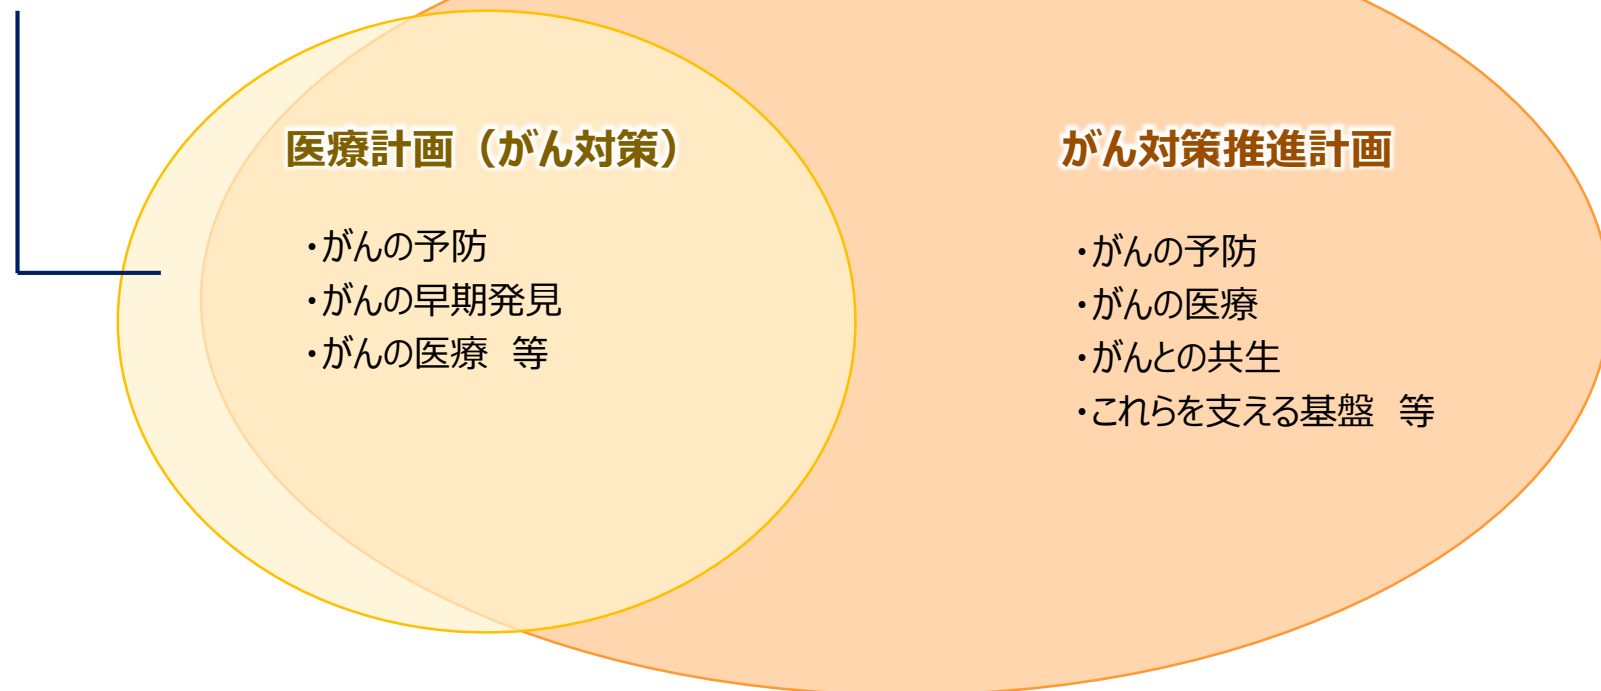 医療計画（がん対策）
・がんの予防
・がんの早期発見
・がんの医療　等
がん対策推進計画
・がんの予防
・がんの医療
・がんとの共生
・これらを支える基盤　等